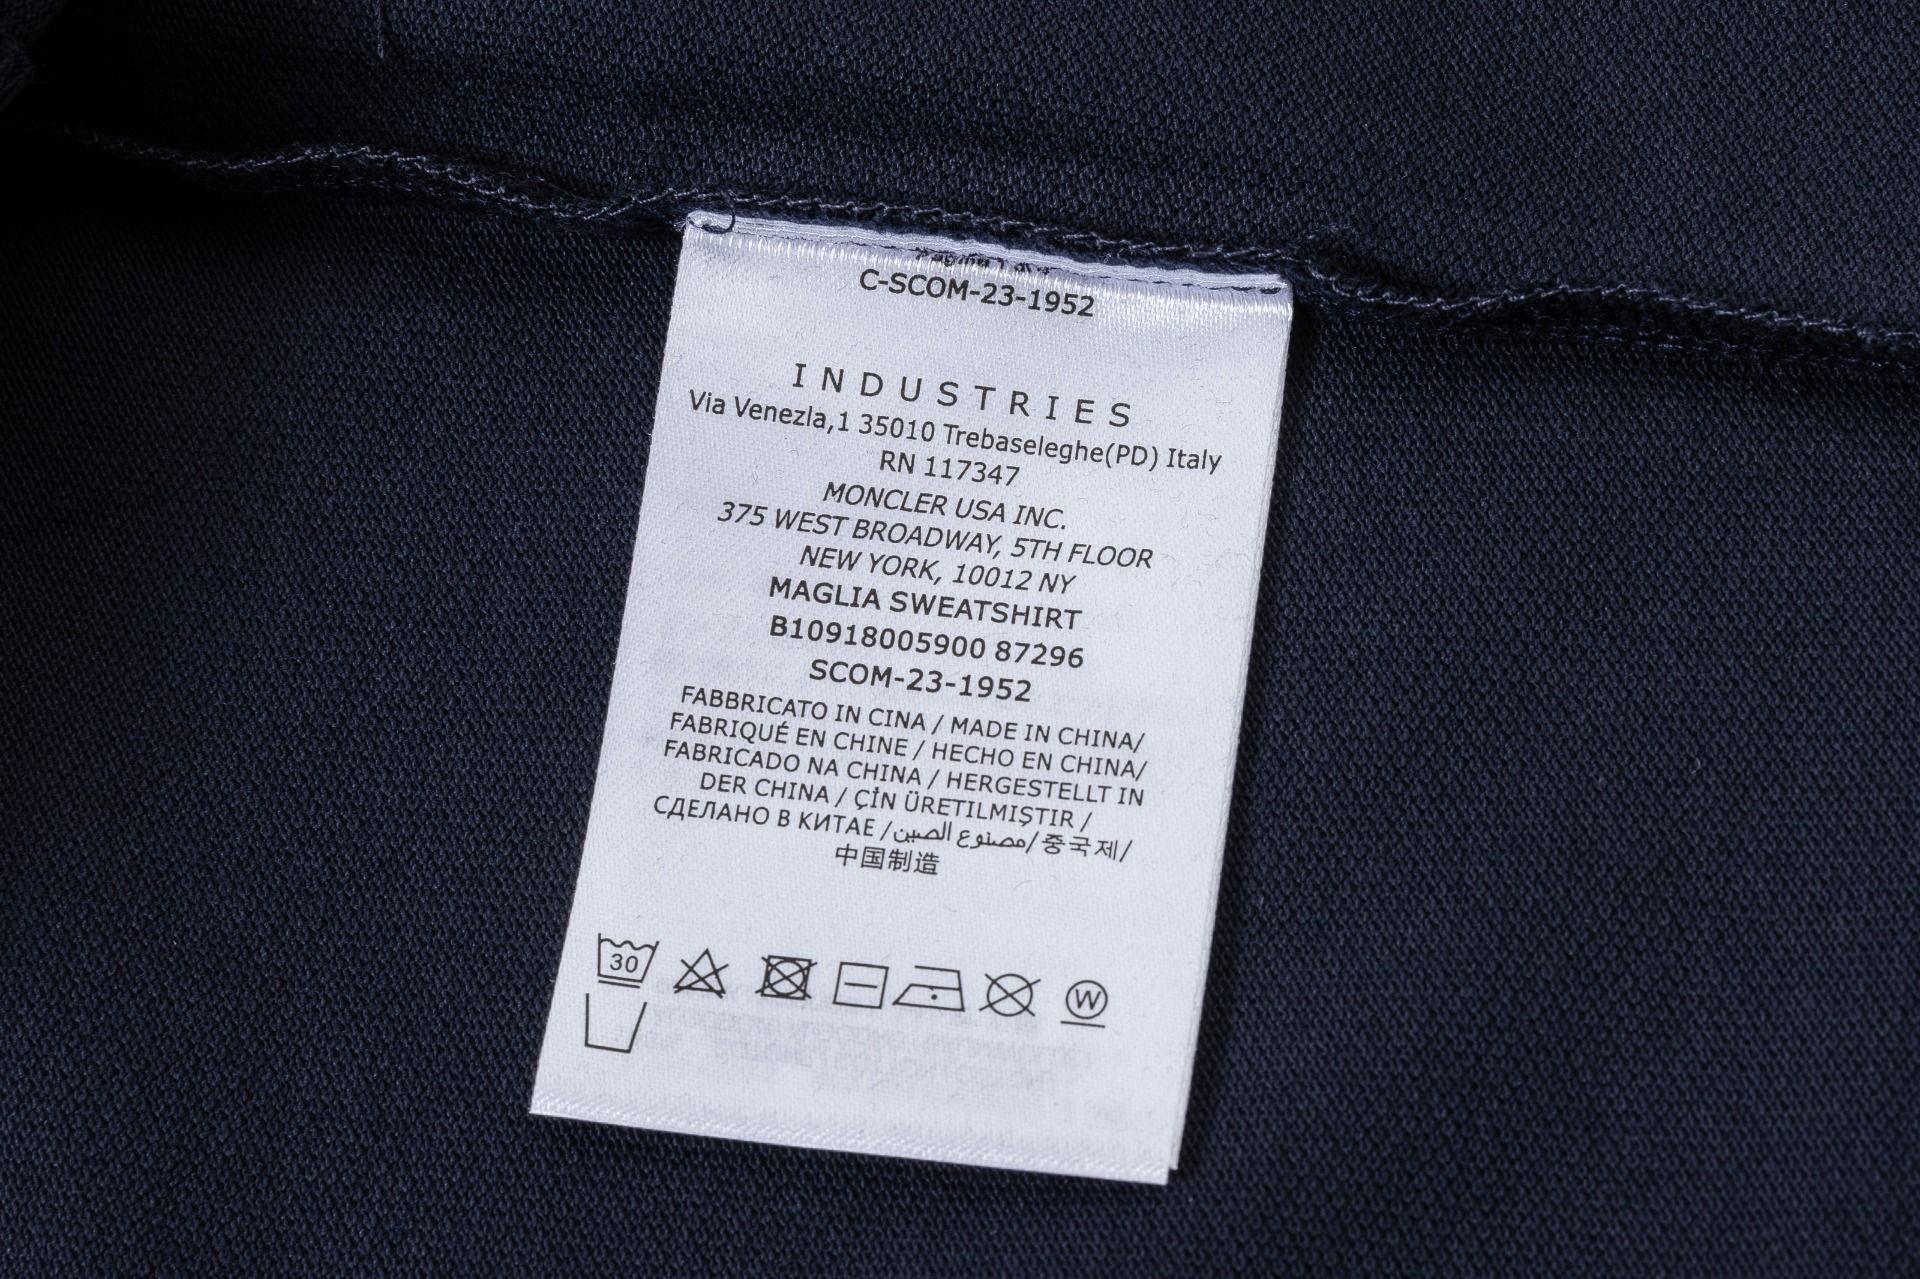 C-SCOM-23-1952
INDUSTRIES
Via Venezla,1 35010 Trebaseleghe(PD) Italy
RN 117347
MONCLER USA INC.
375 WEST BROADWAY, 5TH FLOOR
NEW YORK, 10012 NY
MAGLIA SWEATSHIRT
B10918005900 87296
SCOM-23-1952
FABBRICATO IN CINA / MADE IN CHINA/
FABRIQUÉ EN CHINE / HECHO EN CHINA/
FABRICADO NA CHINA / HERGESTELLT IN
DER CHINA / ÇİN ÜRETILMIŞTIR /
СДЕЛАНО В КИТАЕ /مصنوع الصين/중국제/
中国制造
30
W